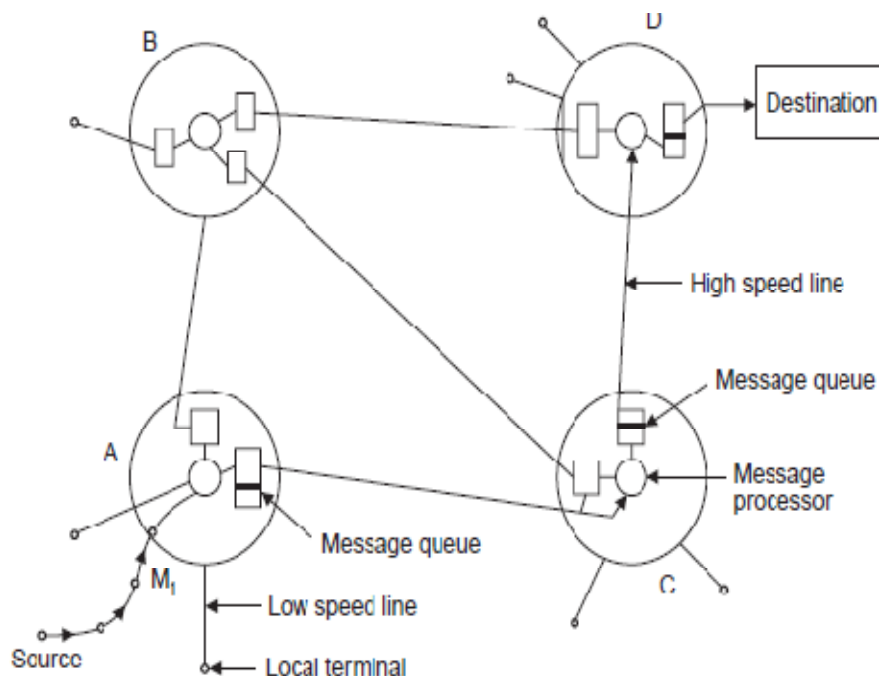 B
D
Destination
High speed line
Message queue
A
Message
processor
Message queue
M1
C
Low speed line
Source
Local terminal